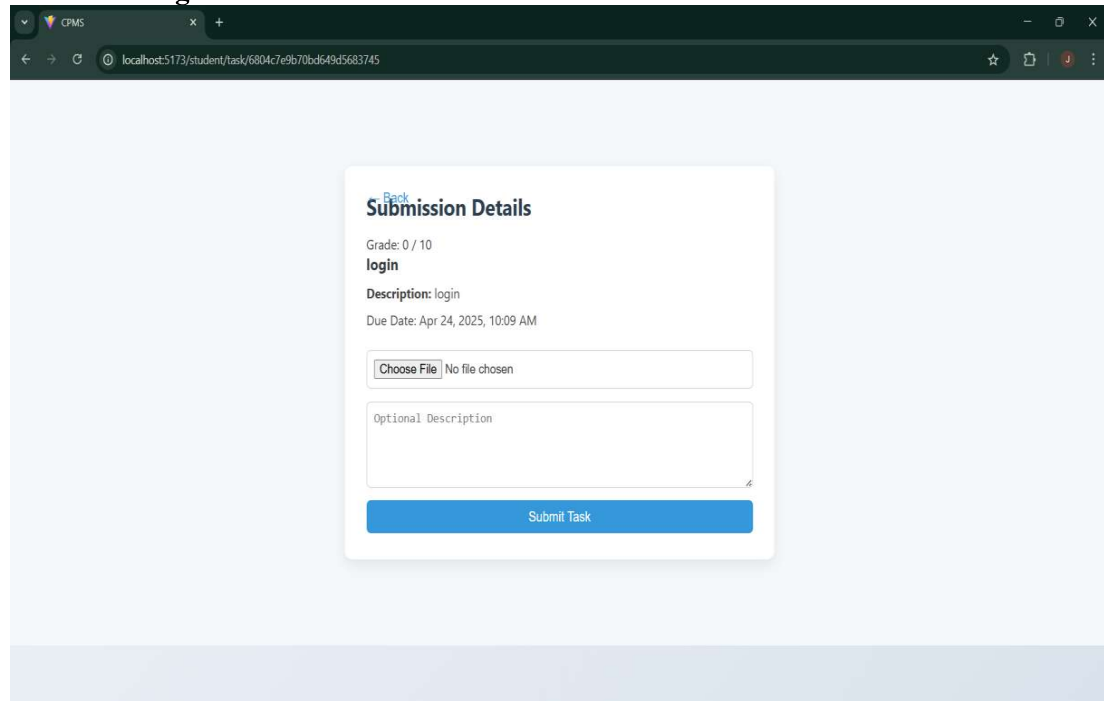 CPMS
localhost:5173/student/task/6804c7e9b70bd649d5683745
J
← Back
Submission Details
Grade: 0 / 10
login
Description: login
Due Date: Apr 24, 2025, 10:09 AM
Choose File No file chosen
Optional Description
Submit Task